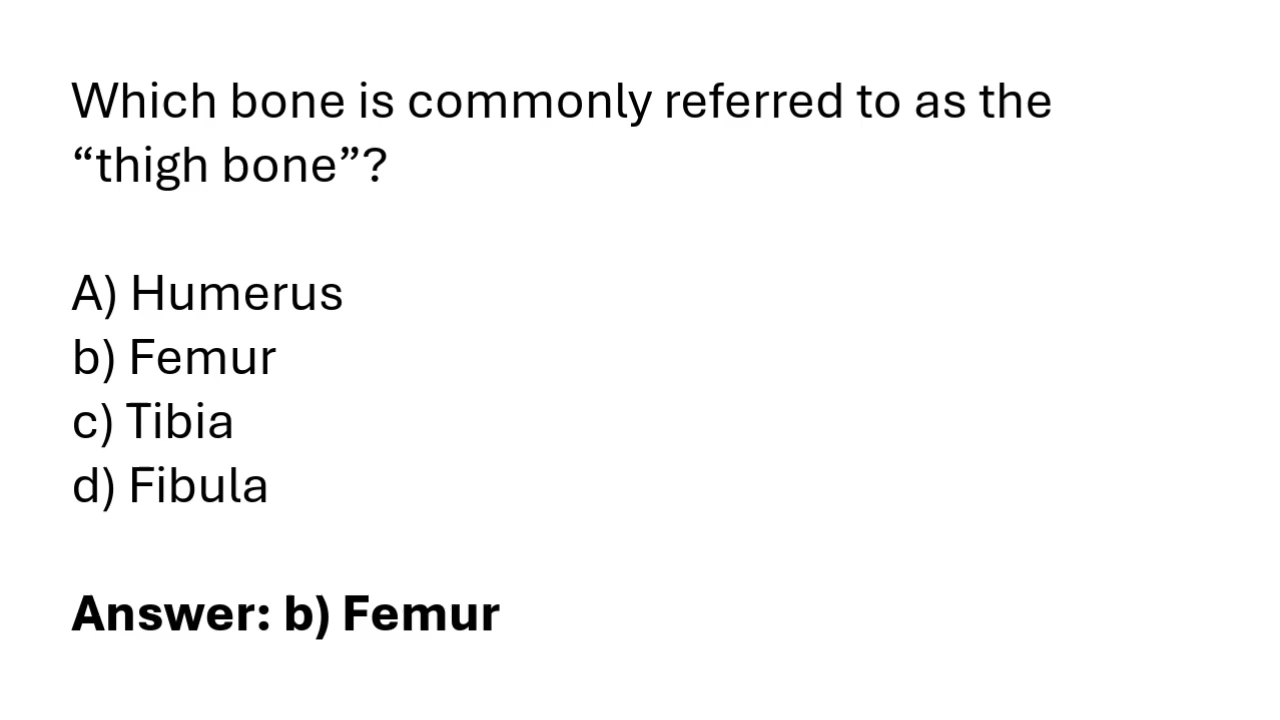 Which bone is commonly referred to as the
“thigh bone”?
A) Humerus
b) Femur
c) Tibia
d) Fibula
Answer: b) Femur